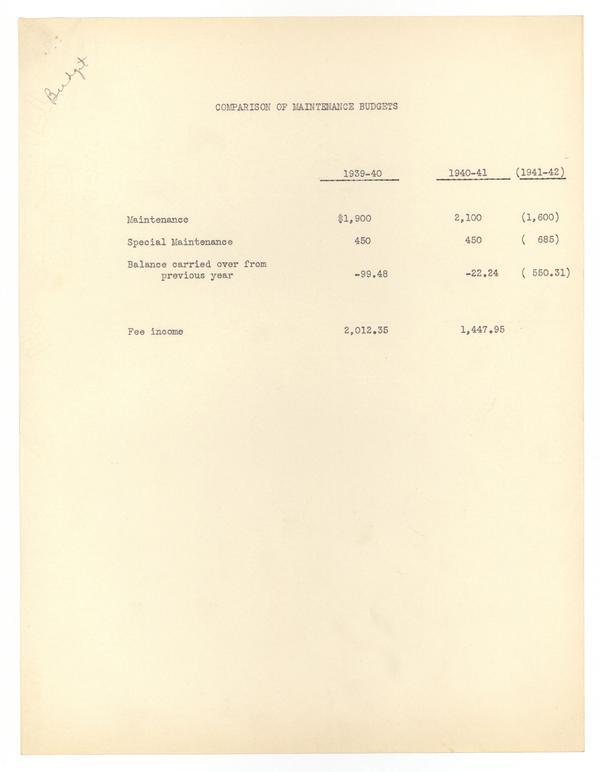 Budget
COMPARISON OF MAINTENANCE BUDGETS
1939-40 1940-41 (1941-42)
Maintenance $1,900 2,100 (1,600)
Special Maintenance 450 450 ( 685)
Balance carried over from
previous year -99.48 -22.24 ( 550.31)
Fee income 2,012.35 1,447.95